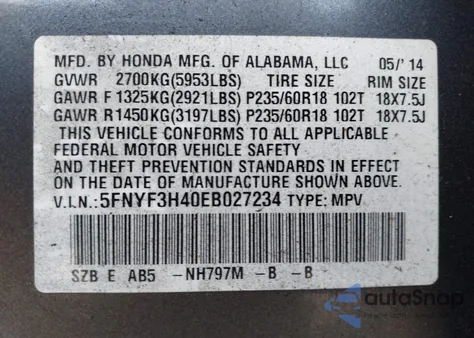 MFD. BY HONDA MFG. OF ALABAMA, LLC 05/'14
GVWR 2700KG(5953LBS) TIRE SIZE RIM SIZE
GAWR F 1325KG(2921LBS) P235/60R18 102T 18X7.5J
GAWR R1450KG(3197LBS) P235/60R18 102T 18X7.5J
THIS VEHICLE CONFORMS TO ALL APPLICABLE
FEDERAL MOTOR VEHICLE SAFETY
AND THEFT PREVENTION STANDARDS IN EFFECT
ON THE DATE OF MANUFACTURE SHOWN ABOVE.
V.I.N.:5FNYF3H40EB027234 TYPE: MPV
SZB E AB5 -NH797M -B -B
autoSnap